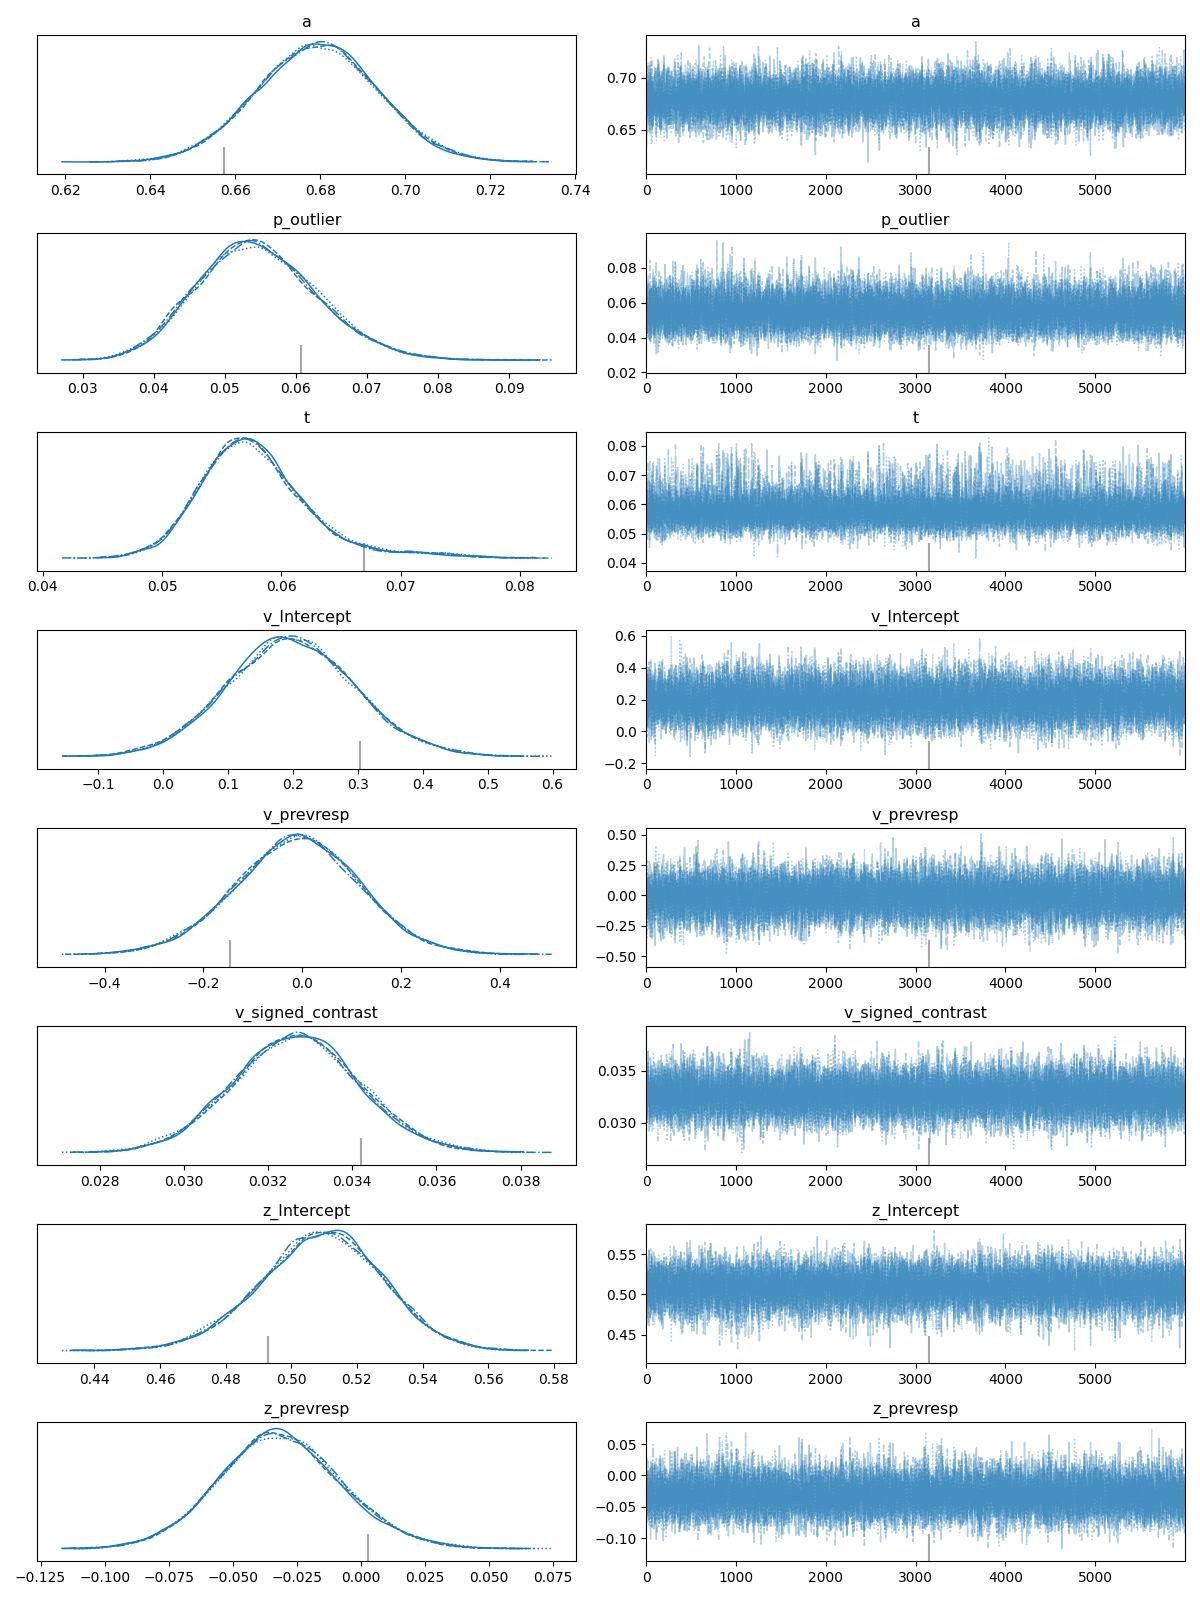 a a
0.70
0.65
0.62 0.64 0.66 0.68 0.70 0.72 0.74 0 1000 2000 3000 4000 5000
p_outlier p_outlier
0.08
0.06
0.04
0.02
0.03 0.04 0.05 0.06 0.07 0.08 0.09 0 1000 2000 3000 4000 5000
t t
0.08
0.07
0.06
0.05
0.04
0.04 0.05 0.06 0.07 0.08 0 1000 2000 3000 4000 5000
v_Intercept v_Intercept
0.6
0.4
0.2
0.0
−0.2
−0.1 0.0 0.1 0.2 0.3 0.4 0.5 0.6 0 1000 2000 3000 4000 5000
v_prevresp v_prevresp
0.50
0.25
0.00
−0.25
−0.50
−0.4 −0.2 0.0 0.2 0.4 0 1000 2000 3000 4000 5000
v_signed_contrast v_signed_contrast
0.035
0.030
0.028 0.030 0.032 0.034 0.036 0.038 0 1000 2000 3000 4000 5000
z_Intercept z_Intercept
0.55
0.50
0.45
0.44 0.46 0.48 0.50 0.52 0.54 0.56 0.58 0 1000 2000 3000 4000 5000
z_prevresp z_prevresp
0.05
0.00
−0.05
−0.10
−0.125 −0.100 −0.075 −0.050 −0.025 0.000 0.025 0.050 0.075 0 1000 2000 3000 4000 5000